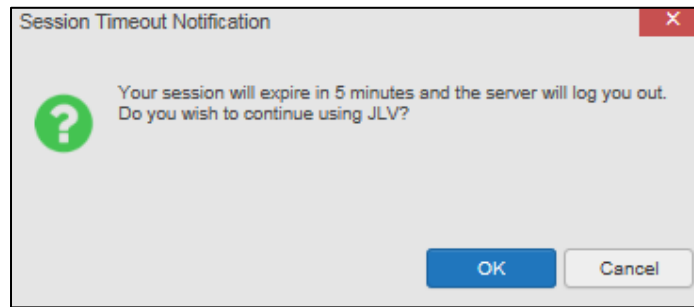 Session Timeout Notification
Your session will expire in 5 minutes and the server will log you out.
Do you wish to continue using JLV?
OK
Cancel